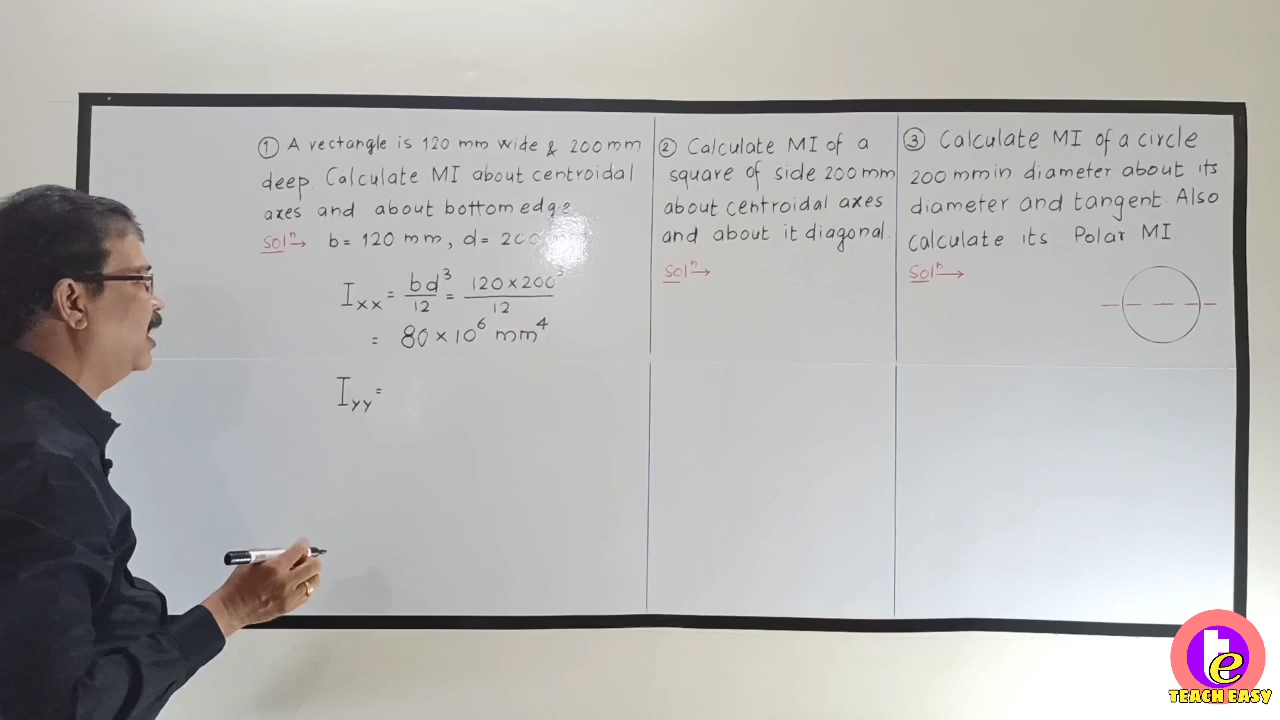 ① A rectangle is 120 mm wide & 200 mm
deep. Calculate MI about centroidal
axes and about bottom edge
Solⁿ→ b = 120 mm, d = 200
I_xx = bd³/12 = 120×200³/12
= 80 × 10⁶ mm⁴
I_yy =
② Calculate MI of a
square of side 200 mm
about centroidal axes
and about it diagonal.
Solⁿ→
③ Calculate MI of a circle
200 mm in diameter about its
diameter and tangent Also
calculate its Polar MI
Solⁿ→
te
TEACH EASY